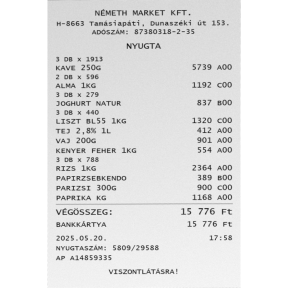 NÉMETH MARKET KFT.
H-8663 Tamásiapáti, Dunaszéki út 153.
ADÓSZÁM: 87380318-2-35
NYUGTA
3 DB x 1913
KAVE 250G 5739 A00
2 DB x 596
ALMA 1KG 1192 C00
3 DB x 279
JOGHURT NATUR 837 B00
3 DB x 440
LISZT BL55 1KG 1320 C00
TEJ 2,8% 1L 412 A00
VAJ 200G 901 A00
KENYER FEHER 1KG 554 A00
3 DB x 788
RIZS 1KG 2364 A00
PAPIRZSEBKENDO 389 B00
PARIZSI 300G 900 C00
PAPRIKA KG 1168 A00
VÉGÖSSZEG: 15 776 Ft
BANKKÁRTYA 15 776 Ft
2025.05.20. 17:58
NYUGTASZÁM: 5809/29588
AP A14859335
VISZONTLÁTÁSRA!